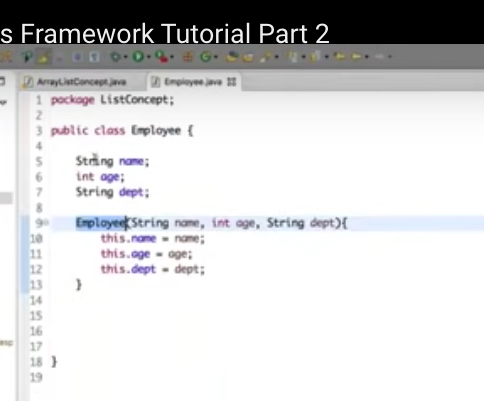 s Framework Tutorial Part 2
ArrayListConcept.java
Employee.java
1 package ListConcept;
2
3 public class Employee {
4
5 String name;
6 int age;
7 String dept;
8
9 Employee(String name, int age, String dept){
10 this.name = name;
11 this.age = age;
12 this.dept = dept;
13 }
14
15
16
17
18 }
19